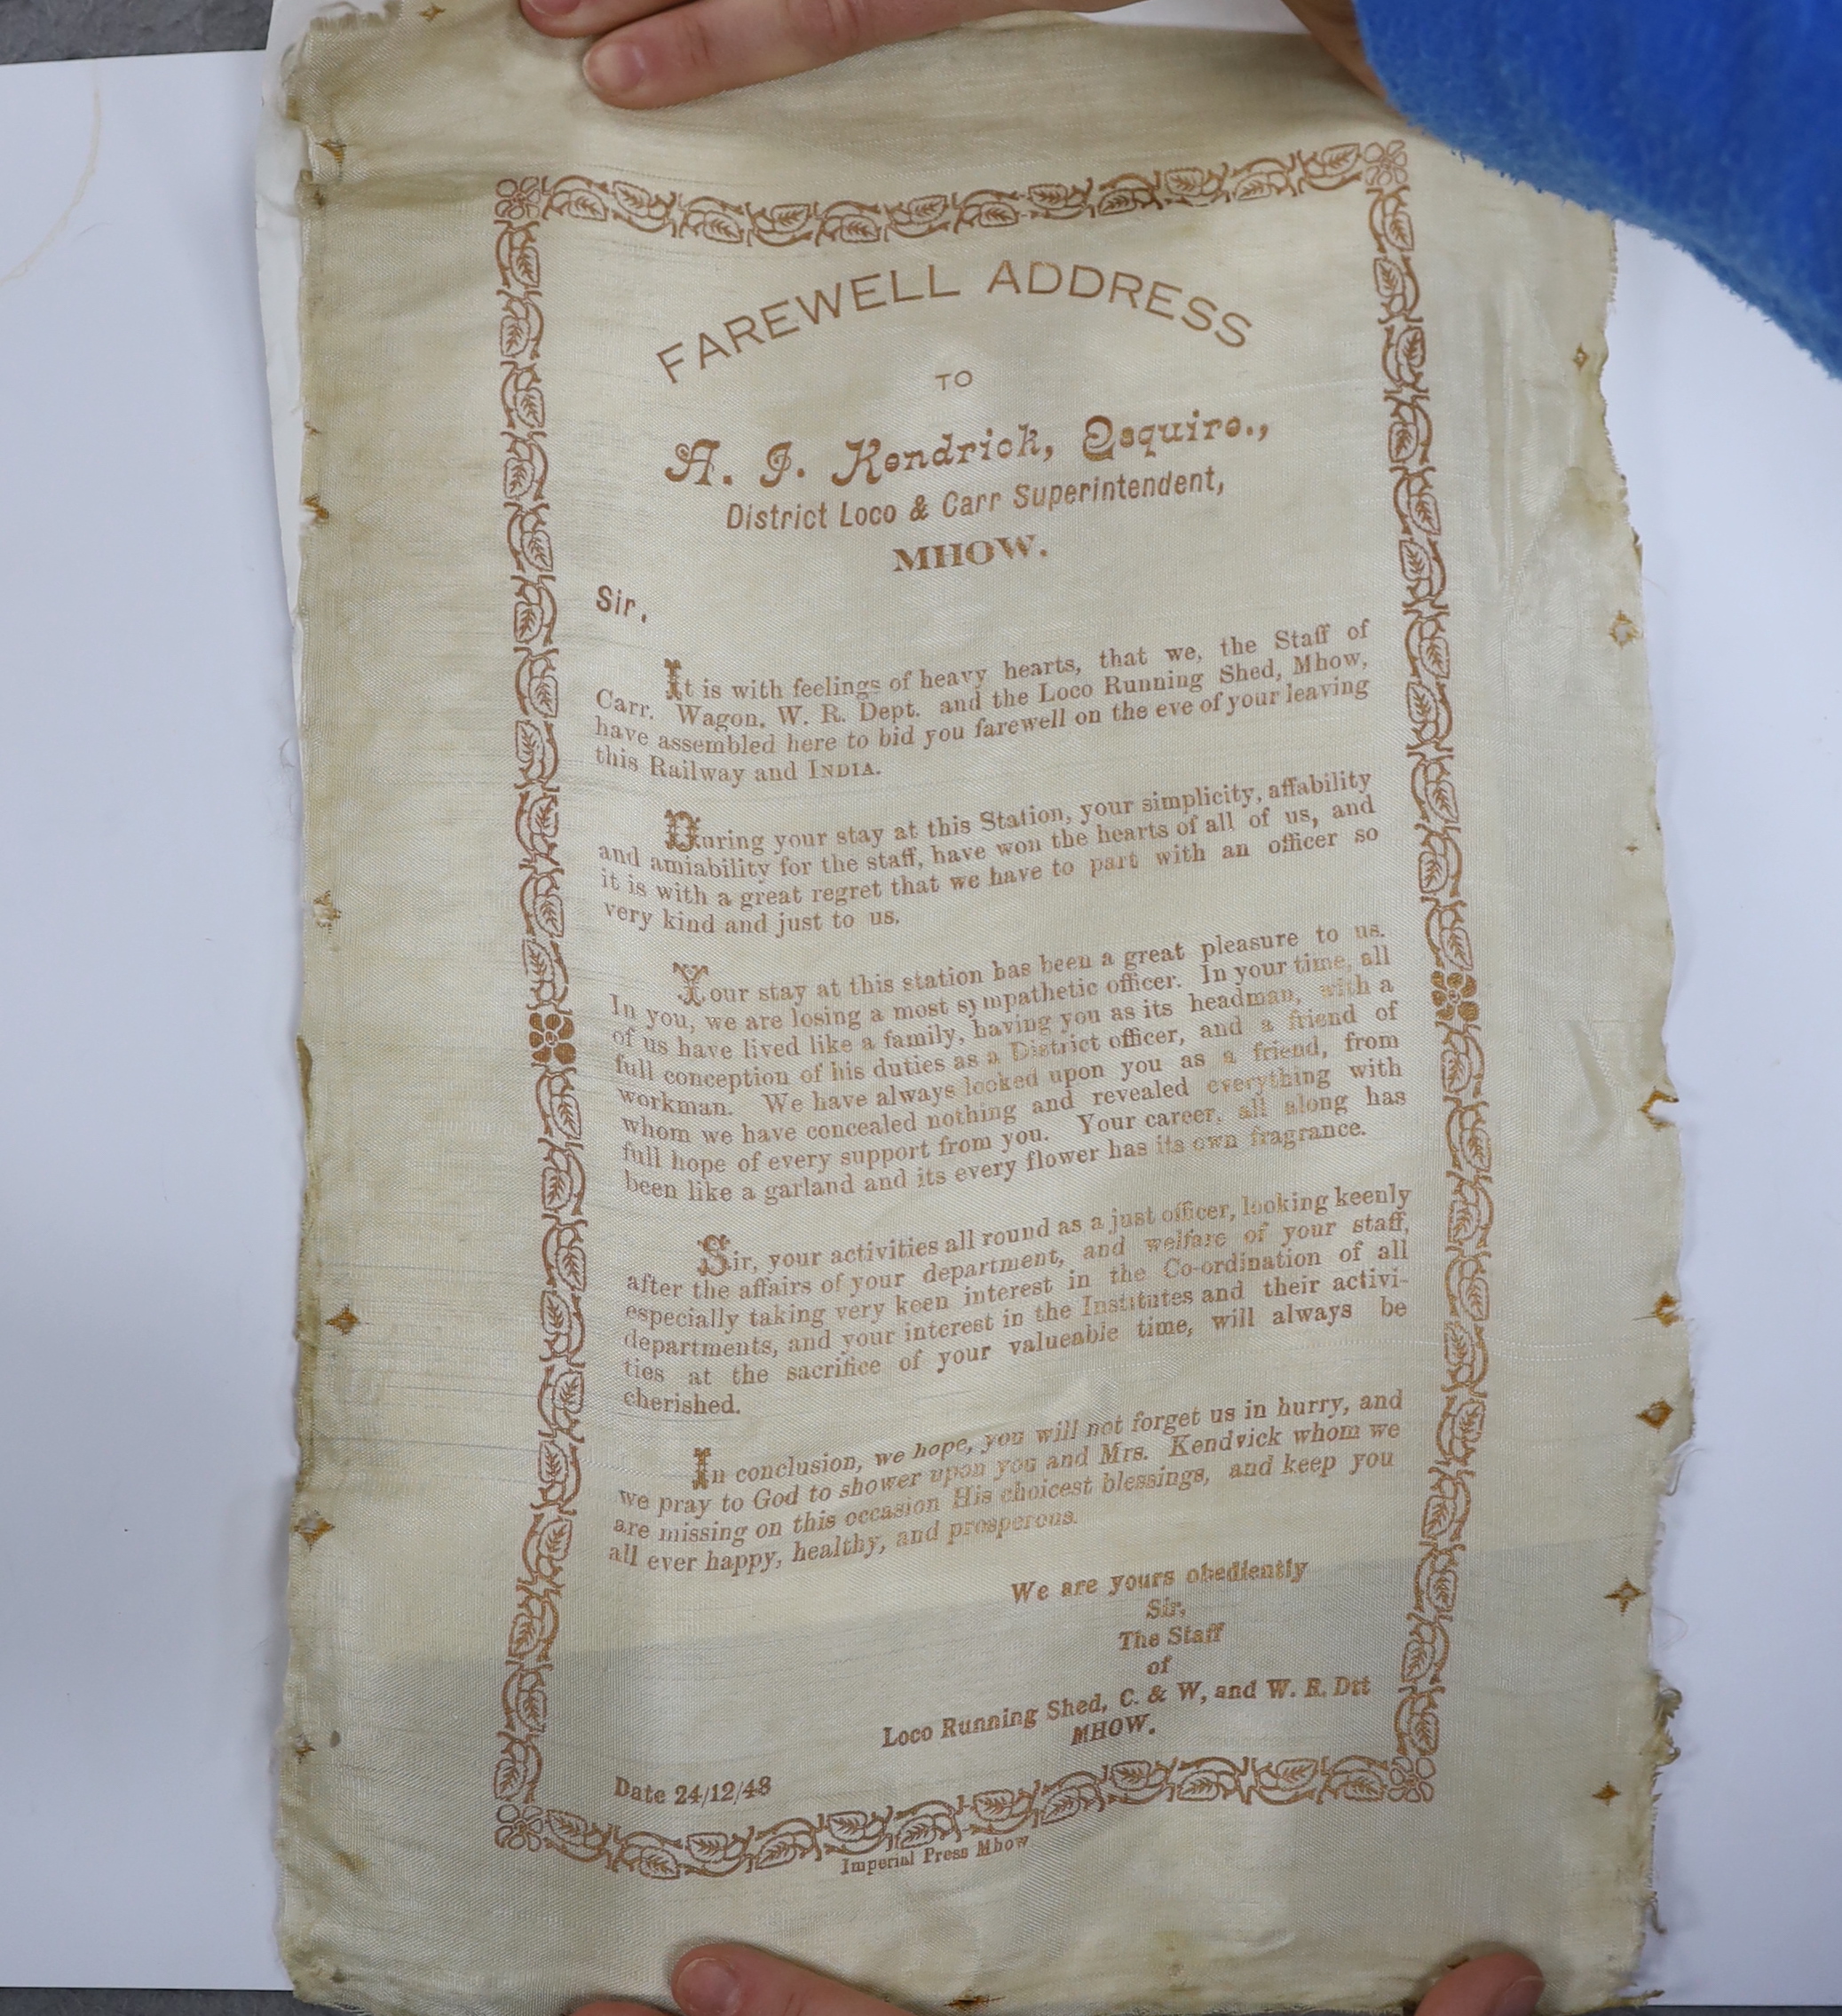 FAREWELL ADDRESS
TO
A. J. Kendrick, Esquire.,
District Loco & Carr Superintendent,
MHOW.
Sir.
It is with feelings of heavy hearts, that we, the Staff of
Carr. Wagon. W. R. Dept. and the Loco Running Shed, Mhow,
have assembled here to bid you farewell on the eve of your leaving
this Railway and INDIA.
During your stay at this Station, your simplicity, affability
and amiability for the staff, have won the hearts of all of us, and
it is with a great regret that we have to part with an officer so
very kind and just to us.
Your stay at this station has been a great pleasure to us.
In you, we are losing a most sympathetic officer. In your time, all
of us have lived like a family, having you as its headman, with a
full conception of his duties as a District officer, and a friend of
workman. We have always looked upon you as a friend, from
whom we have concealed nothing and revealed everything with
full hope of every support from you. Your career, all along has
been like a garland and its every flower has its own fragrance.
Sir, your activities all round as a just officer, looking keenly
after the affairs of your department, and welfare of your staff,
especially taking very keen interest in the Co-ordination of all
departments, and your interest in the Institutes and their activi-
ties at the sacrifice of your valueable time, will always be
cherished.
In conclusion, we hope, you will not forget us in hurry, and
we pray to God to shower upon you and Mrs. Kendvick whom we
are missing on this occasion His choicest blessings, and keep you
all ever happy, healthy, and prosperous.
We are yours obediently
Sir,
The Staff
of
Loco Running Shed, C. & W, and W. R. Dtt
MHOW.
Date 24/12/48
Imperial Press Mhow